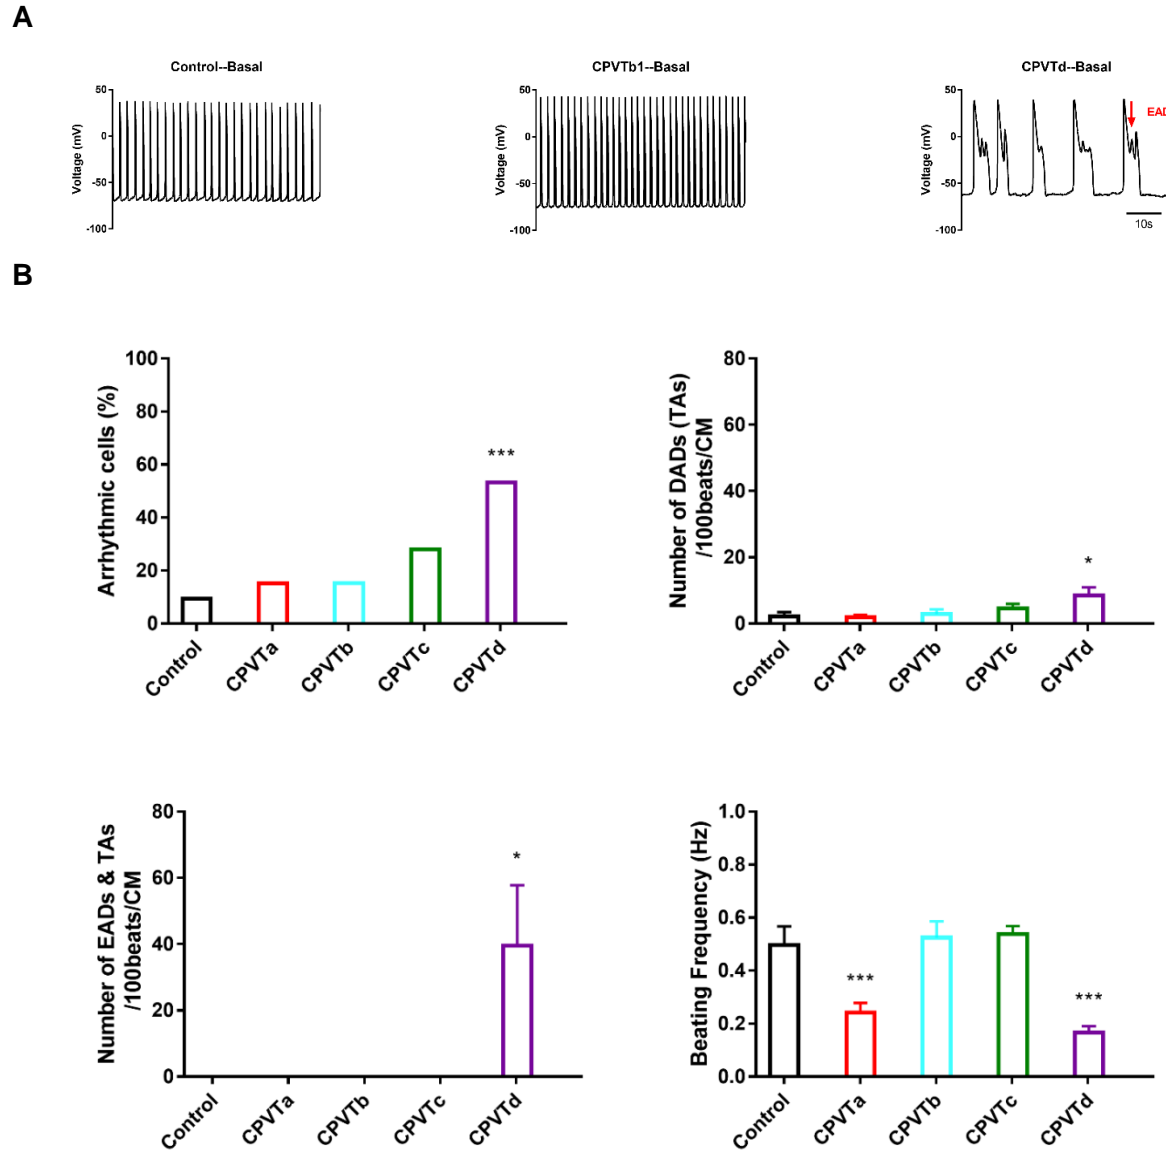 A
Control--Basal
CPVTb1--Basal
CPVTd--Basal
50
0
-50
-100
Voltage (mV)
50
0
-50
-100
Voltage (mV)
50
0
-50
-100
Voltage (mV)
EAD
10s
B
100
80
60
40
20
0
Arrhythmic cells (%)
***
Control
CPVTa
CPVTb
CPVTc
CPVTd
80
60
40
20
0
Number of DADs (TAs)
/100beats/CM
*
Control
CPVTa
CPVTb
CPVTc
CPVTd
80
60
40
20
0
Number of EADs & TAs
/100beats/CM
*
Control
CPVTa
CPVTb
CPVTc
CPVTd
1.0
0.8
0.6
0.4
0.2
0.0
Beating Frequency (Hz)
***
***
Control
CPVTa
CPVTb
CPVTc
CPVTd